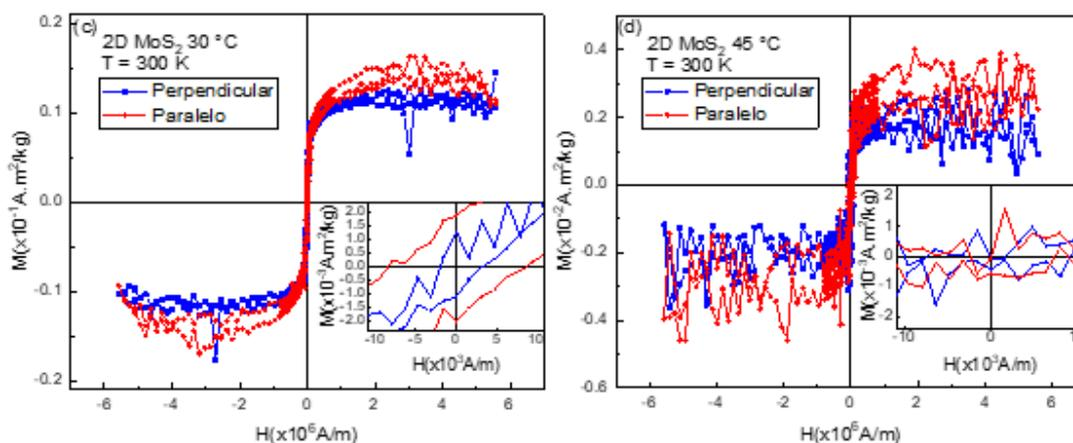 (c)
2D MoS₂ 30 °C
T = 300 K
Perpendicular
Paralelo
M(x10⁻¹A.m²/kg)
0.2
0.1
0.0
-0.1
-0.2
-6 -4 -2 0 2 4 6
H(x10⁶A/m)
M(x10⁻³Am²/kg)
2.0
1.5
1.0
0.5
0.0
-0.5
-1.0
-1.5
-2.0
-10 -5 0 5 10
H(x10³A/m)
(d)
2D MoS₂ 45 °C
T = 300 K
Perpendicular
Paralelo
M(x10⁻²A.m²/kg)
0.4
0.2
0.0
-0.2
-0.4
-0.6
-6 -4 -2 0 2 4 6
H(x10⁶A/m)
M(x10⁻³A.m²/kg)
2
1
0
-1
-2
-10 -5 0 5 1
H(x10³A/m)